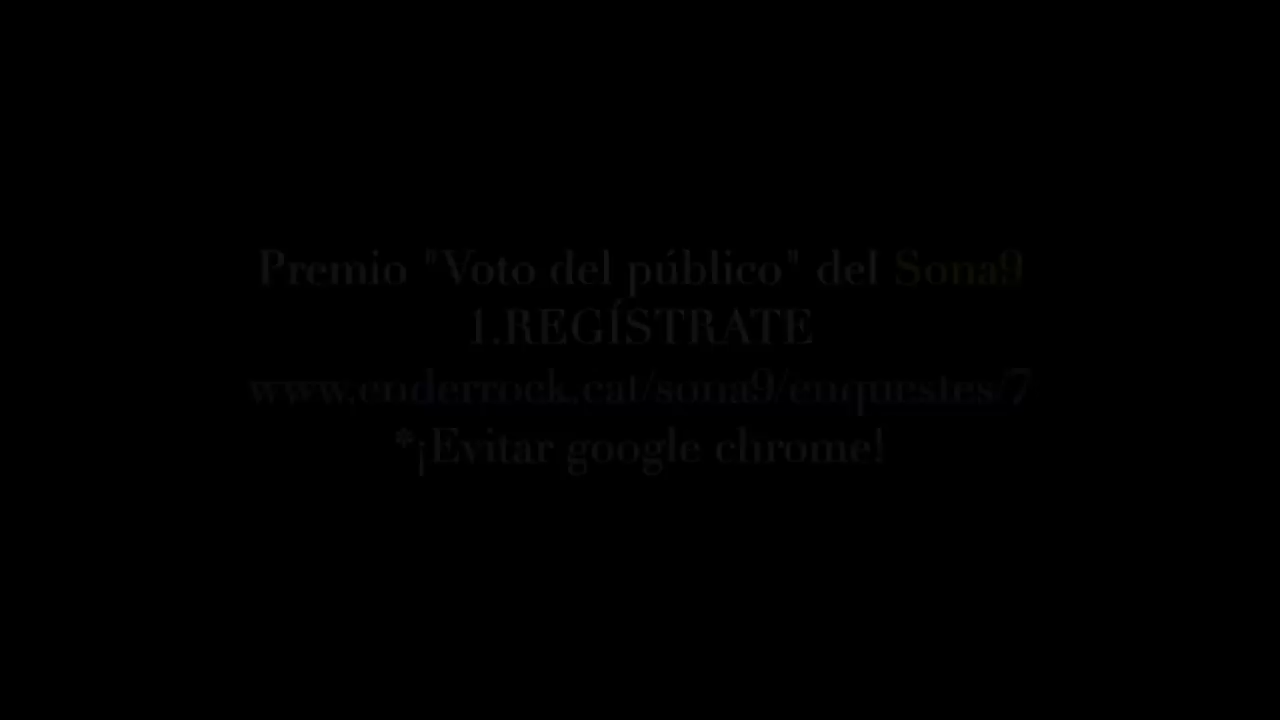 Premio "Voto del público" del Sona9
1.REGÍSTRATE
www.enderrock.cat/sona9/enquestes/7
*¡Evitar google chrome!